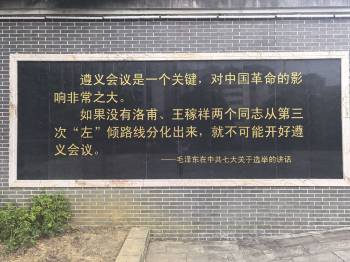 遵义会议是一个关键，对中国革命的影
响非常之大。
如果没有洛甫、王稼祥两个同志从第三
次“左”倾路线分化出来，就不可能开好遵
义会议。
——毛泽东在中共七大关于选举的讲话